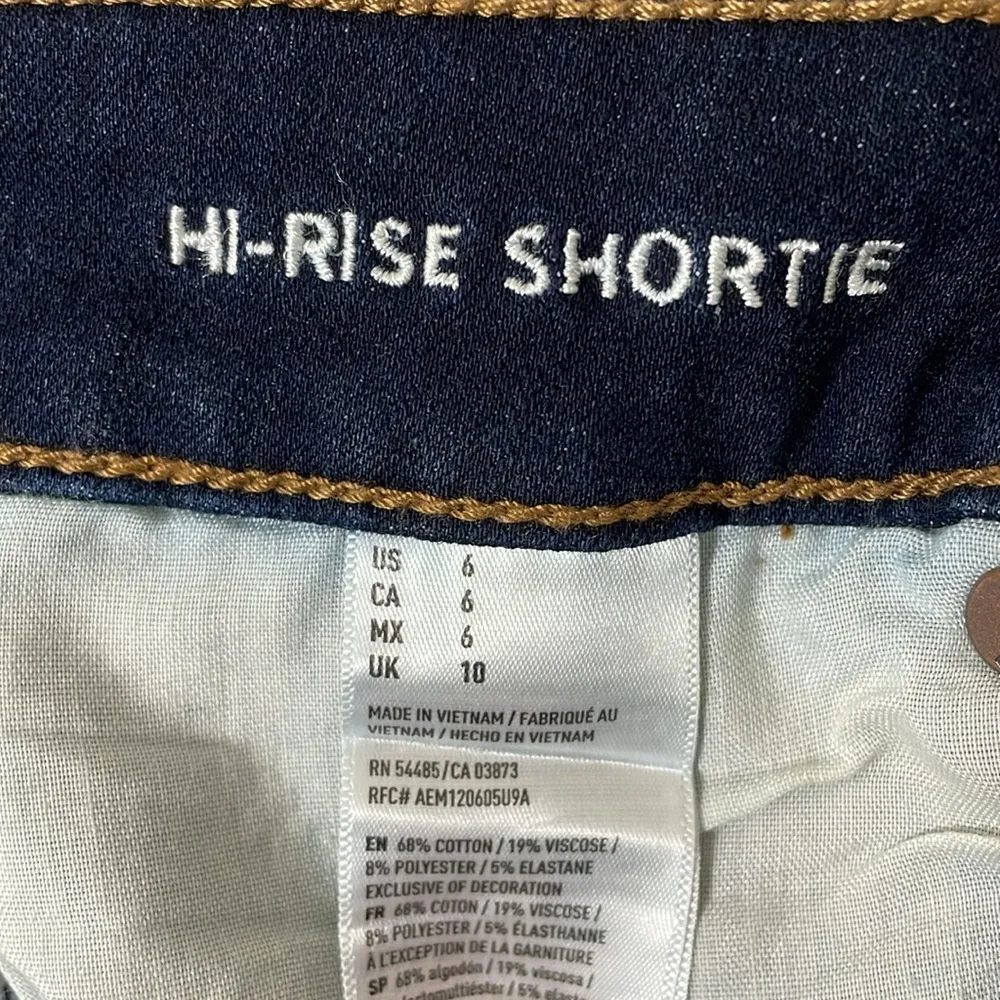 HI-RISE SHORTIE
US 6
CA 6
MX 6
UK 10
MADE IN VIETNAM / FABRIQUÉ AU
VIETNAM / HECHO EN VIETNAM
RN 54485/CA 03873
RFC# AEM120605U9A
EN 68% COTTON / 19% VISCOSE /
8% POLYESTER / 5% ELASTANE
EXCLUSIVE OF DECORATION
FR 68% COTON / 19% VISCOSE /
8% POLYESTER / 5% ÉLASTHANNE
À L'EXCEPTION DE LA GARNITURE
SP 68% algodón / 19% viscosa /
/ 5%